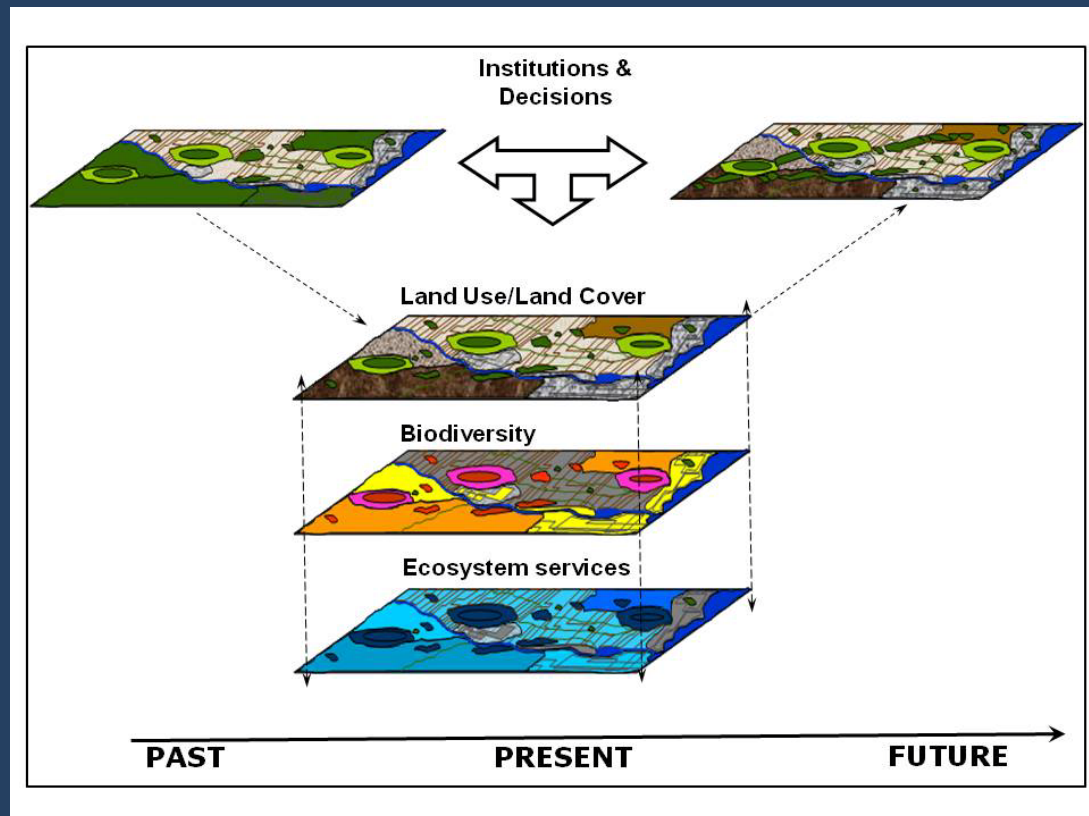 Institutions &
Decisions
Land Use/Land Cover
Biodiversity
Ecosystem services
PAST PRESENT FUTURE